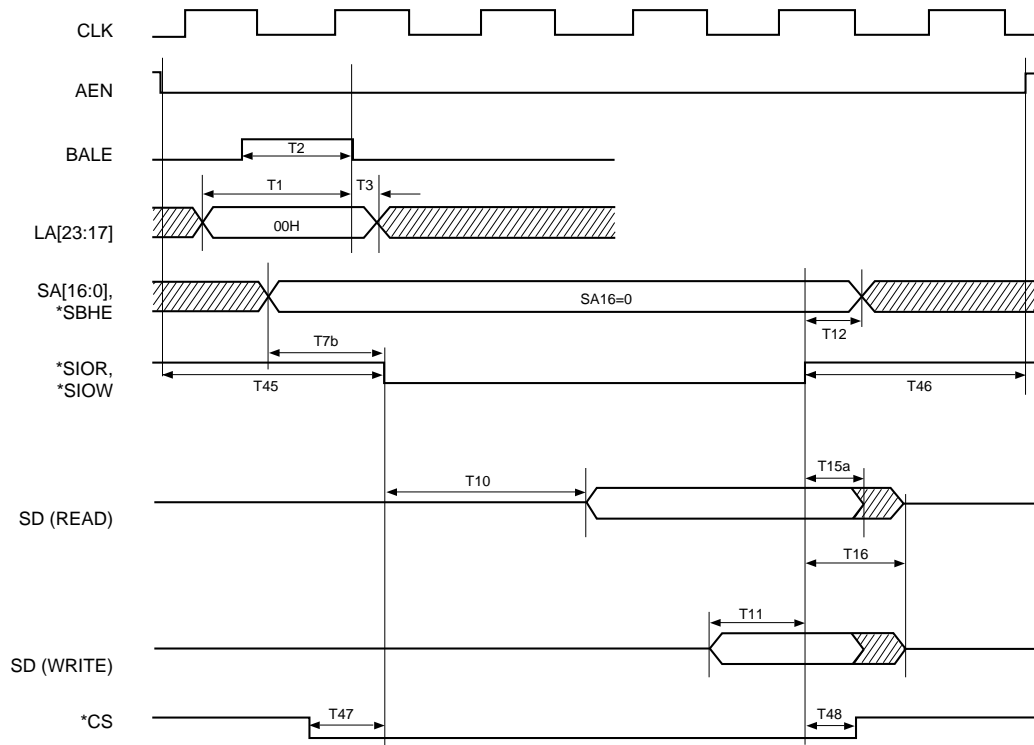 CLK
AEN
BALE
T2
T1
T3
LA[23:17]
00H
SA[16:0],
*SBHE
SA16=0
T12
T7b
*SIOR,
*SIOW
T45
T46
T15a
T10
SD (READ)
T16
T11
SD (WRITE)
*CS
T47
T48